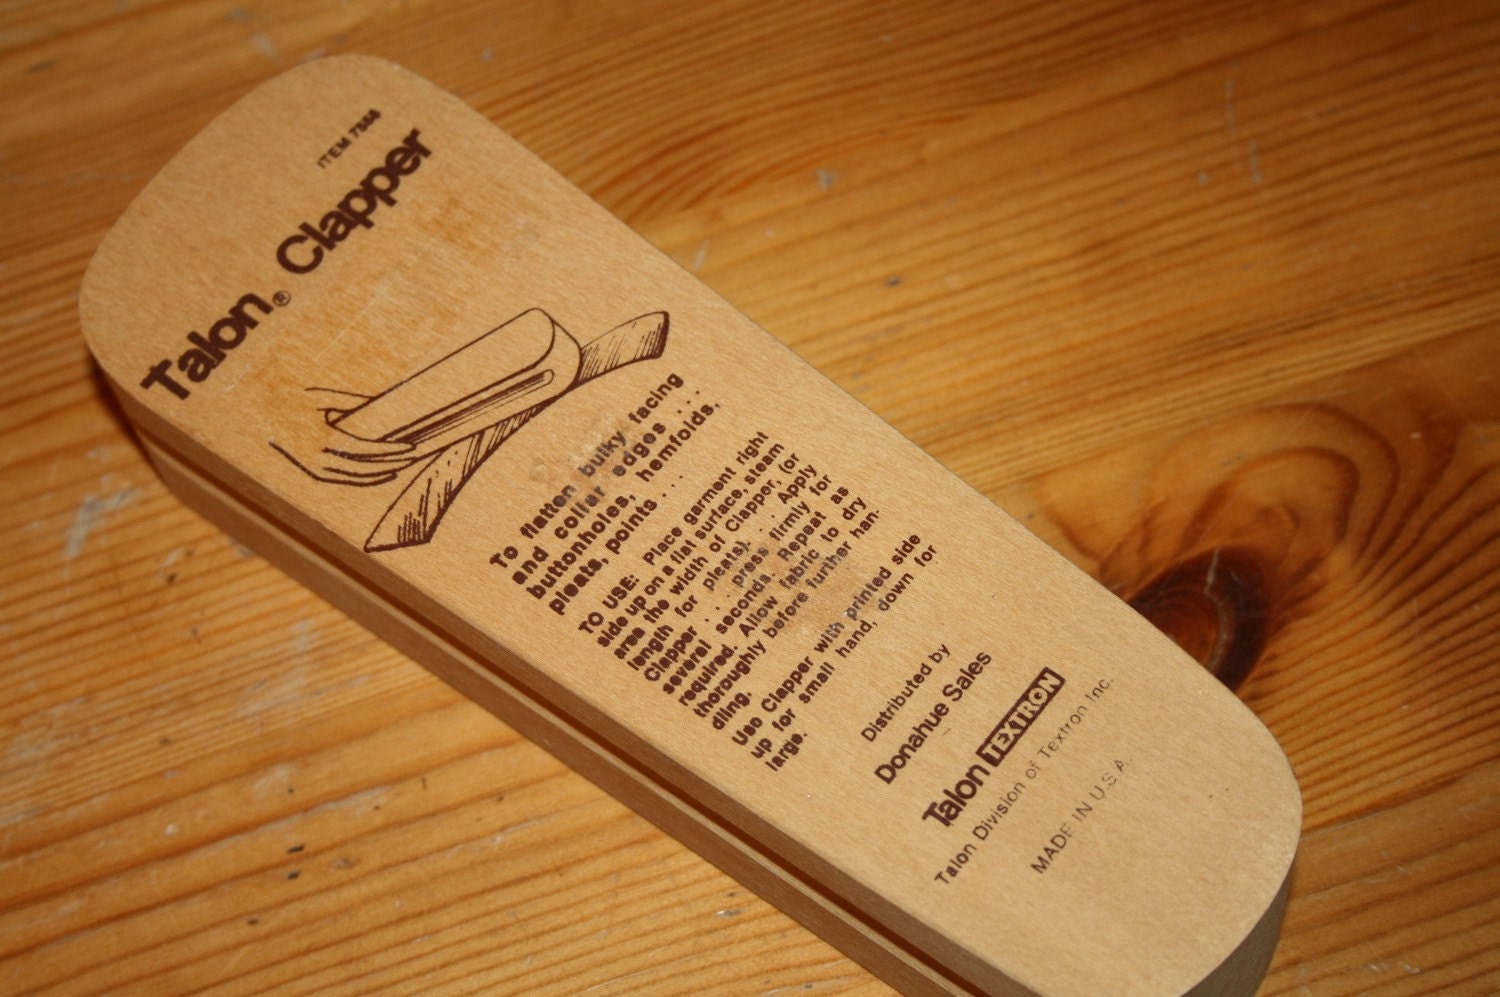 ITEM 7568
Talon® Clapper
To flatten bulky facing
and collar edges . . .
buttonholes, hemfolds,
pleats, points . . .
TO USE: Place garment right
side up on a flat surface, steam
area the width of Clapper, (or
length for pleats). . . Apply
Clapper . . . press firmly for
several seconds. Repeat as
required. Allow fabric to dry
thoroughly before further han-
dling.
Use Clapper with printed side
up for small hand, down for
large.
Distributed by
Donahue Sales
Talon TEXTRON
Talon Division of Textron Inc.
MADE IN U.S.A.